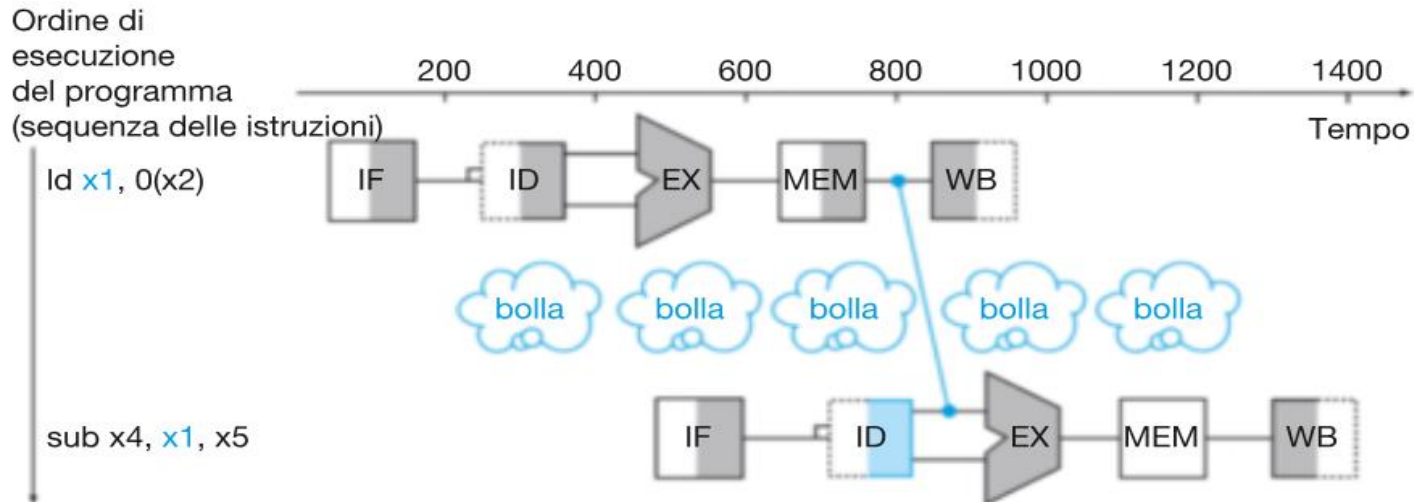 Ordine di
esecuzione
del programma
(sequenza delle istruzioni)
200 400 600 800 1000 1200 1400
Tempo
ld x1, 0(x2)
IF ID EX MEM WB
bolla bolla bolla bolla bolla
sub x4, x1, x5
IF ID EX MEM WB